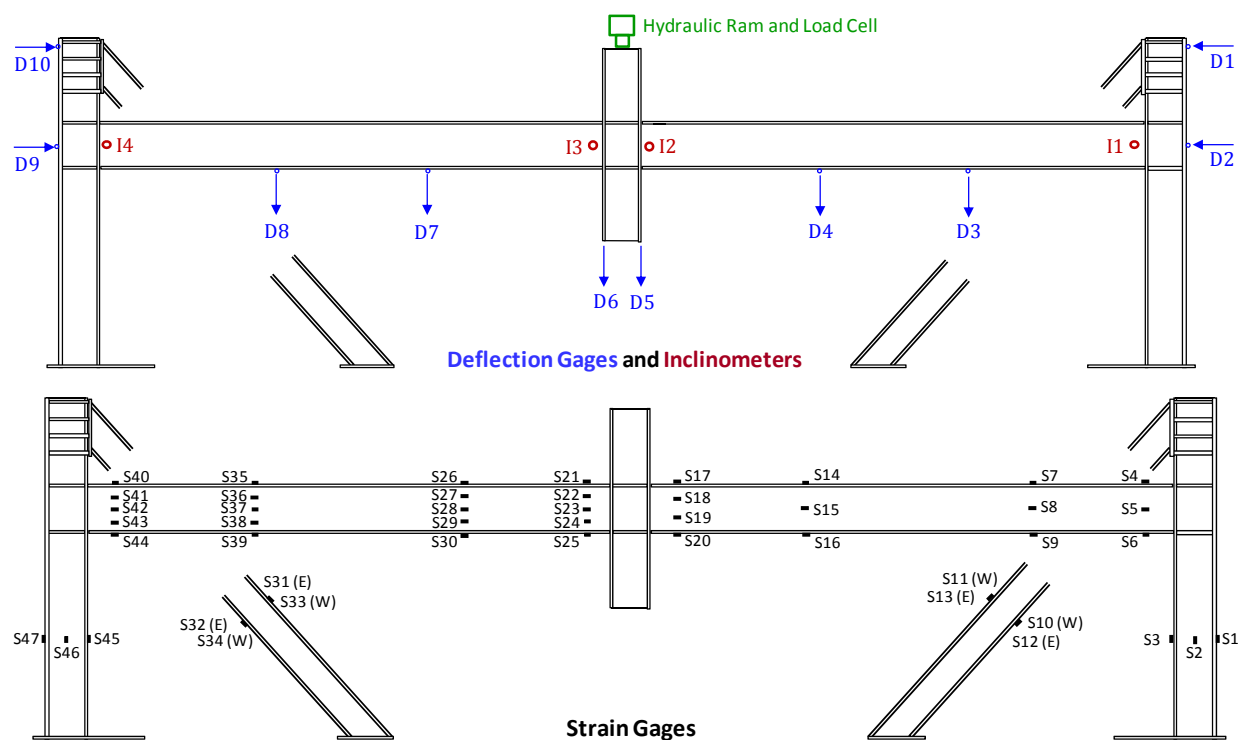 Hydraulic Ram and Load Cell
D10
D1
D9
I4
I3
I2
I1
D2
D8
D7
D4
D3
D6
D5
Deflection Gages and Inclinometers
S40
S35
S26
S21
S17
S14
S7
S4
S41
S36
S27
S22
S18
S42
S37
S28
S23
S15
S8
S5
S43
S38
S29
S24
S19
S44
S39
S30
S25
S20
S16
S9
S6
S31 (E)
S33 (W)
S11 (W)
S13 (E)
S32 (E)
S34 (W)
S10 (W)
S12 (E)
S47
S46
S45
S3
S2
S1
Strain Gages